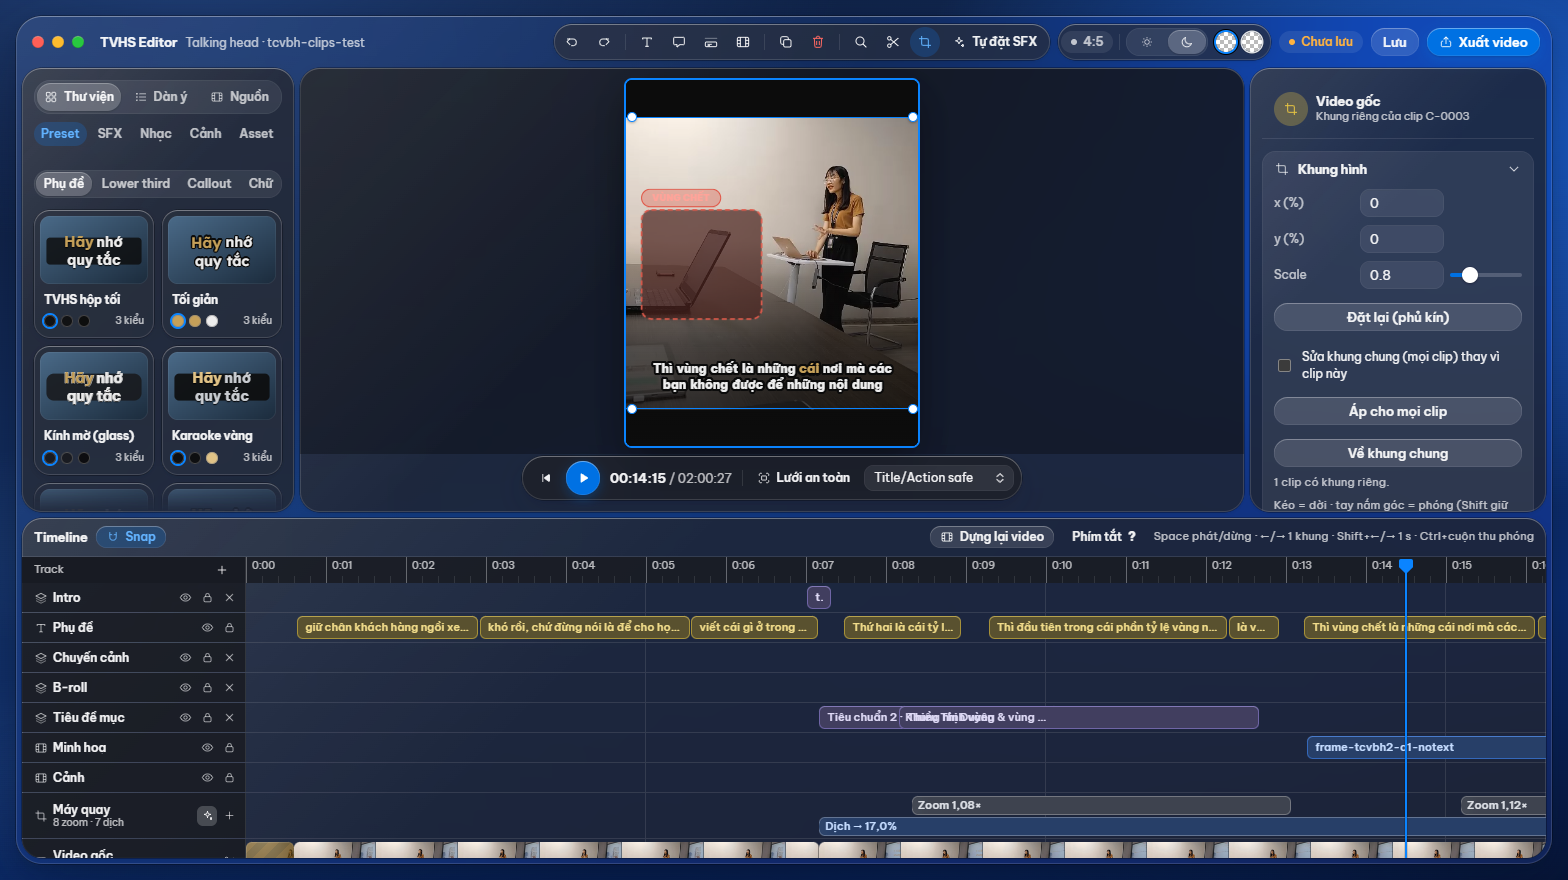 TVHS Editor Talking head · tcvbh-clips-test
Tự đặt SFX
4:5
Chưa lưu
Lưu
Xuất video
Thư viện Dàn ý Nguồn
Preset SFX Nhạc Cảnh Asset
Phụ đề Lower third Callout Chữ
Hãy nhớ
quy tắc
TVHS hộp tối
3 kiểu
Hãy nhớ
quy tắc
Tối giản
3 kiểu
Hãy nhớ
quy tắc
Kính mờ (glass)
3 kiểu
Hãy nhớ
quy tắc
Karaoke vàng
3 kiểu
Thì vùng chết là những cái nơi mà các
bạn không được để những nội dung
00:14:15 / 02:00:27
Lưới an toàn
Title/Action safe
Video gốc
Khung riêng của clip C-0003
Khung hình
x (%) 0
y (%) 0
Scale 0.8
Đặt lại (phủ kín)
Sửa khung chung (mọi clip) thay vì
clip này
Áp cho mọi clip
Về khung chung
1 clip có khung riêng.
Kéo = dời · tay nắm góc = phóng (Shift giữ
Timeline Snap
Dựng lại video
Phím tắt ?
Space phát/dừng · ←/→ 1 khung · Shift+←/→ 1 s · Ctrl+cuộn thu phóng
Track +
0:00 0:01 0:02 0:03 0:04 0:05 0:06 0:07 0:08 0:09 0:10 0:11 0:12 0:13 0:14 0:15
Intro
t.
Phụ đề
giữ chân khách hàng ngồi xe...
khó rồi, chứ đừng nói là để cho họ...
viết cái gì ở trong ...
Thứ hai là cái tỷ l...
Thì đầu tiên trong cái phần tỷ lệ vàng n...
là v...
Thì vùng chết là những cái nơi mà các...
Chuyển cảnh
B-roll
Tiêu đề mục
Tiêu chuẩn 2 · & vùng ...
Minh họa
frame-tcvbh2-c1-notext
Cảnh
Máy quay
8 zoom · 7 dịch
Zoom 1,08×
Zoom 1,12×
Dịch → 17,0%
Video gốc